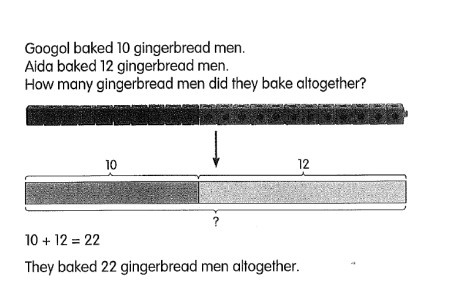 Googol baked 10 gingerbread men.
Aida baked 12 gingerbread men.
How many gingerbread men did they bake altogether?
10 12
?
10 + 12 = 22
They baked 22 gingerbread men altogether.